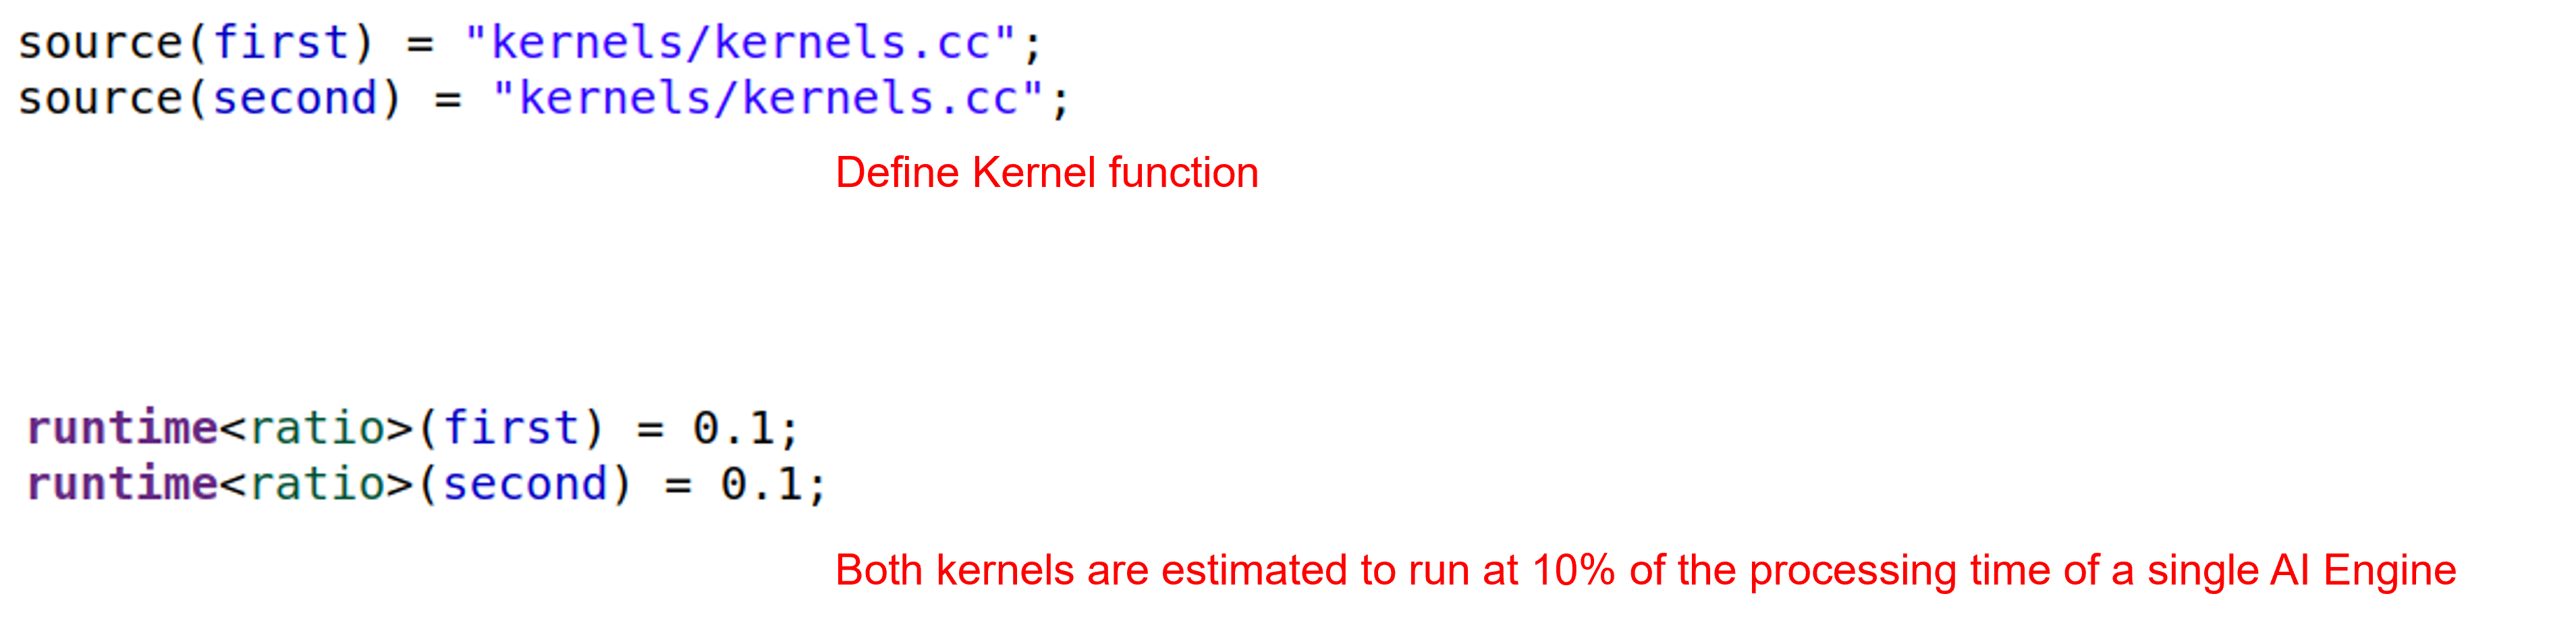 source(first) = "kernels/kernels.cc";
source(second) = "kernels/kernels.cc";
Define Kernel function
runtime<ratio>(first) = 0.1;
runtime<ratio>(second) = 0.1;
Both kernels are estimated to run at 10% of the processing time of a single AI Engine